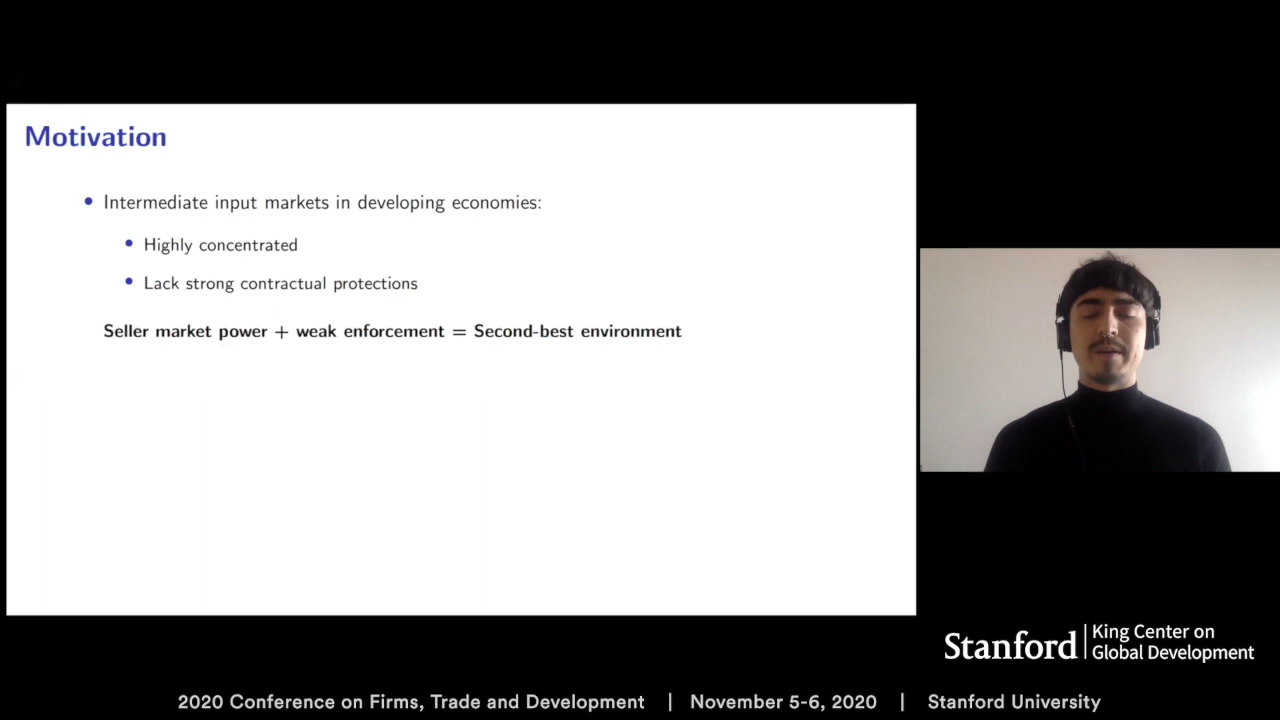 Motivation
• Intermediate input markets in developing economies:
• Highly concentrated
• Lack strong contractual protections
Seller market power + weak enforcement = Second-best environment
Stanford | King Center on
Global Development
2020 Conference on Firms, Trade and Development | November 5-6, 2020 | Stanford University